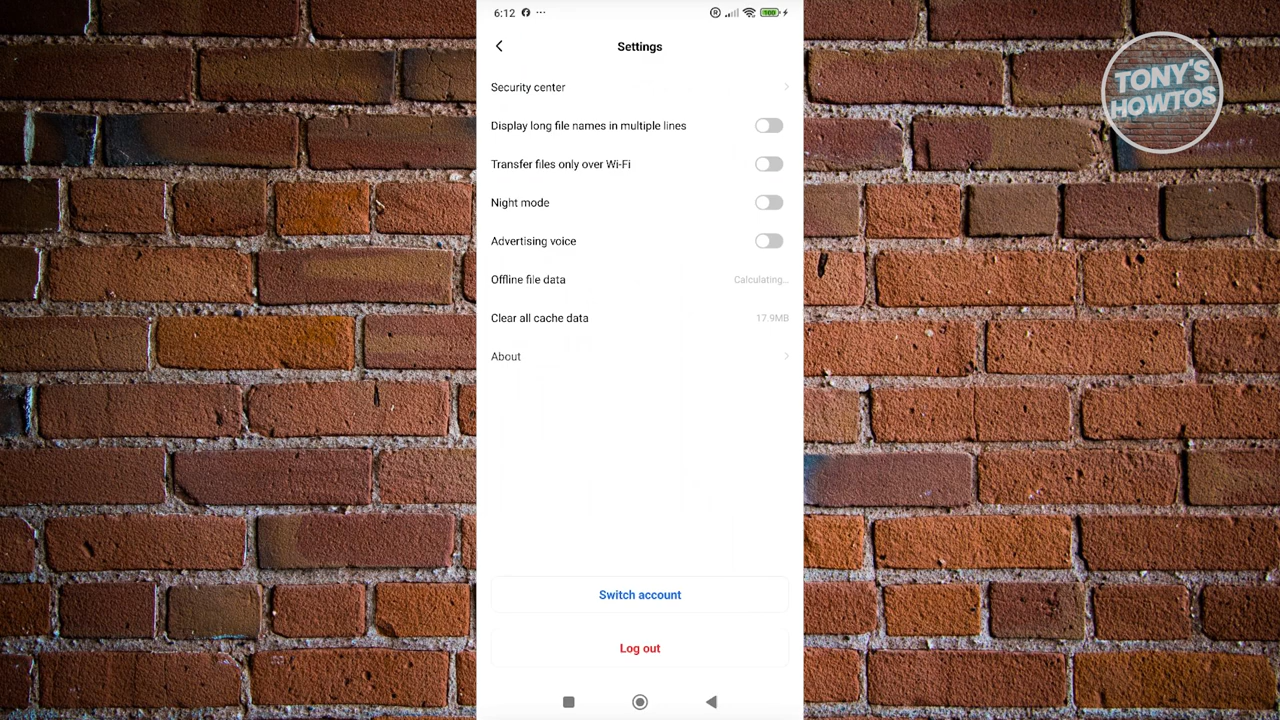 6:12
Settings
Security center
Display long file names in multiple lines
Transfer files only over Wi-Fi
Night mode
Advertising voice
Offline file data Calculating...
Clear all cache data 17.9MB
About
Switch account
Log out
TONY'S
HOWTOS
100